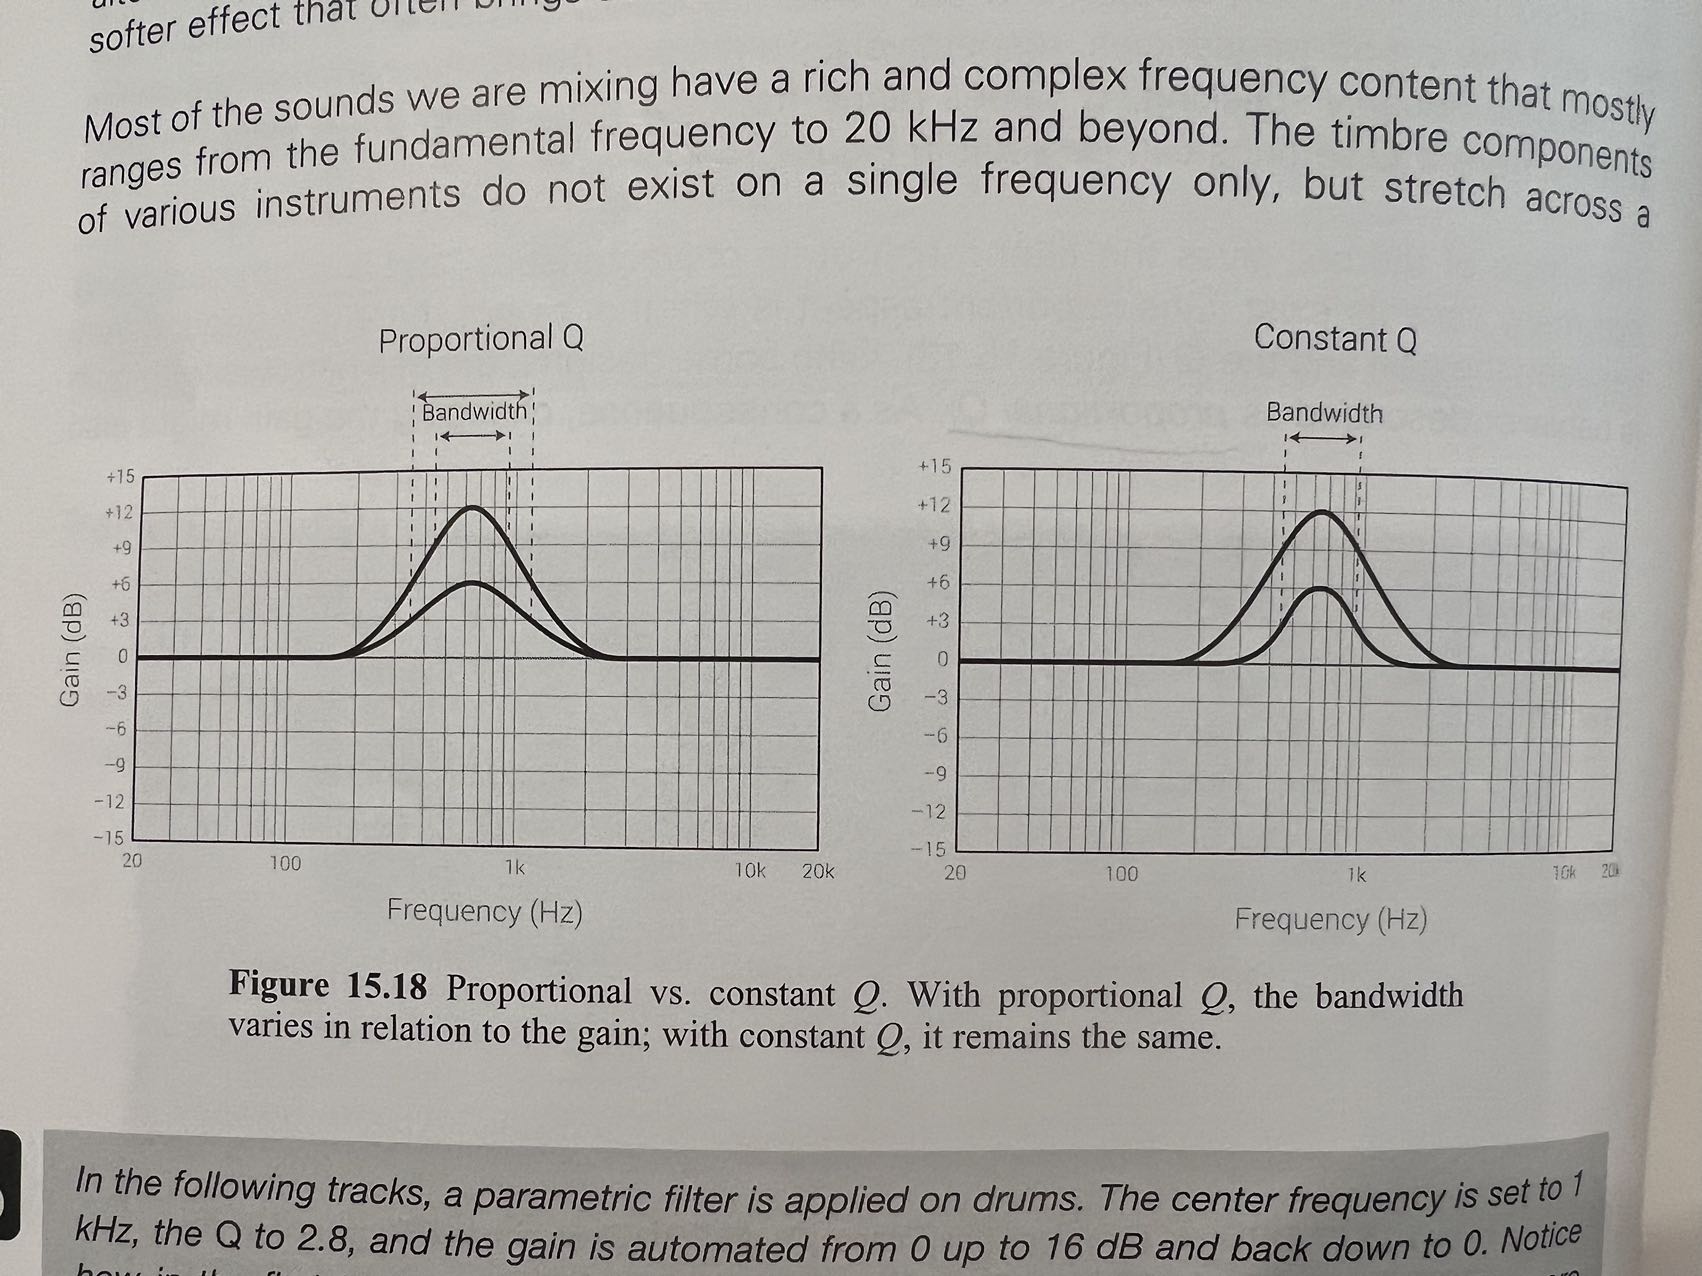 softer effect that often
Most of the sounds we are mixing have a rich and complex frequency content that mostly
ranges from the fundamental frequency to 20 kHz and beyond. The timbre components
of various instruments do not exist on a single frequency only, but stretch across a
Proportional Q
Bandwidth
+15
+12
+9
+6
+3
0
−3
−6
−9
−12
−15
Gain (dB)
20 100 1k 10k 20k
Frequency (Hz)
Constant Q
Bandwidth
+15
+12
+9
+6
+3
0
−3
−6
−9
−12
−15
Gain (dB)
20 100 1k 10k 20k
Frequency (Hz)
Figure 15.18 Proportional vs. constant Q. With proportional Q, the bandwidth
varies in relation to the gain; with constant Q, it remains the same.
In the following tracks, a parametric filter is applied on drums. The center frequency is set to 1
kHz, the Q to 2.8, and the gain is automated from 0 up to 16 dB and back down to 0. Notice